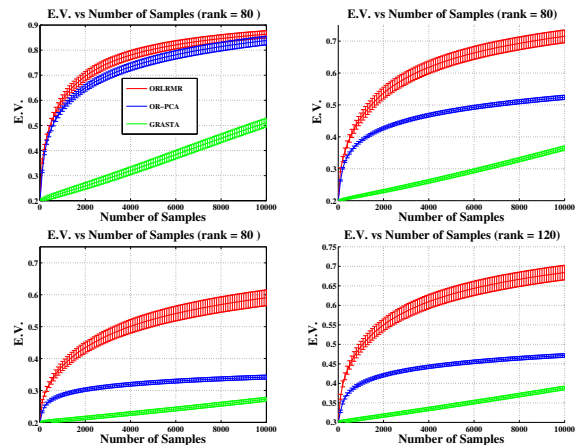 E.V. vs Number of Samples (rank = 80 )
E.V. vs Number of Samples (rank = 80 )
0.9
0.8
0.7
0.6
0.5
0.4
0.3
0.2
E.V.
ORLRMR
OR-PCA
GRASTA
0 2000 4000 6000 8000 10000
Number of Samples
0.7
0.6
0.5
0.4
0.3
0.2
E.V.
0 2000 4000 6000 8000 10000
Number of Samples
E.V. vs Number of Samples (rank = 80 )
E.V. vs Number of Samples (rank = 120)
0.7
0.6
0.5
0.4
0.3
0.2
E.V.
0 2000 4000 6000 8000 10000
Number of Samples
0.75
0.7
0.65
0.6
0.55
0.5
0.45
0.4
0.35
0.3
E.V.
0 2000 4000 6000 8000 10000
Number of Samples